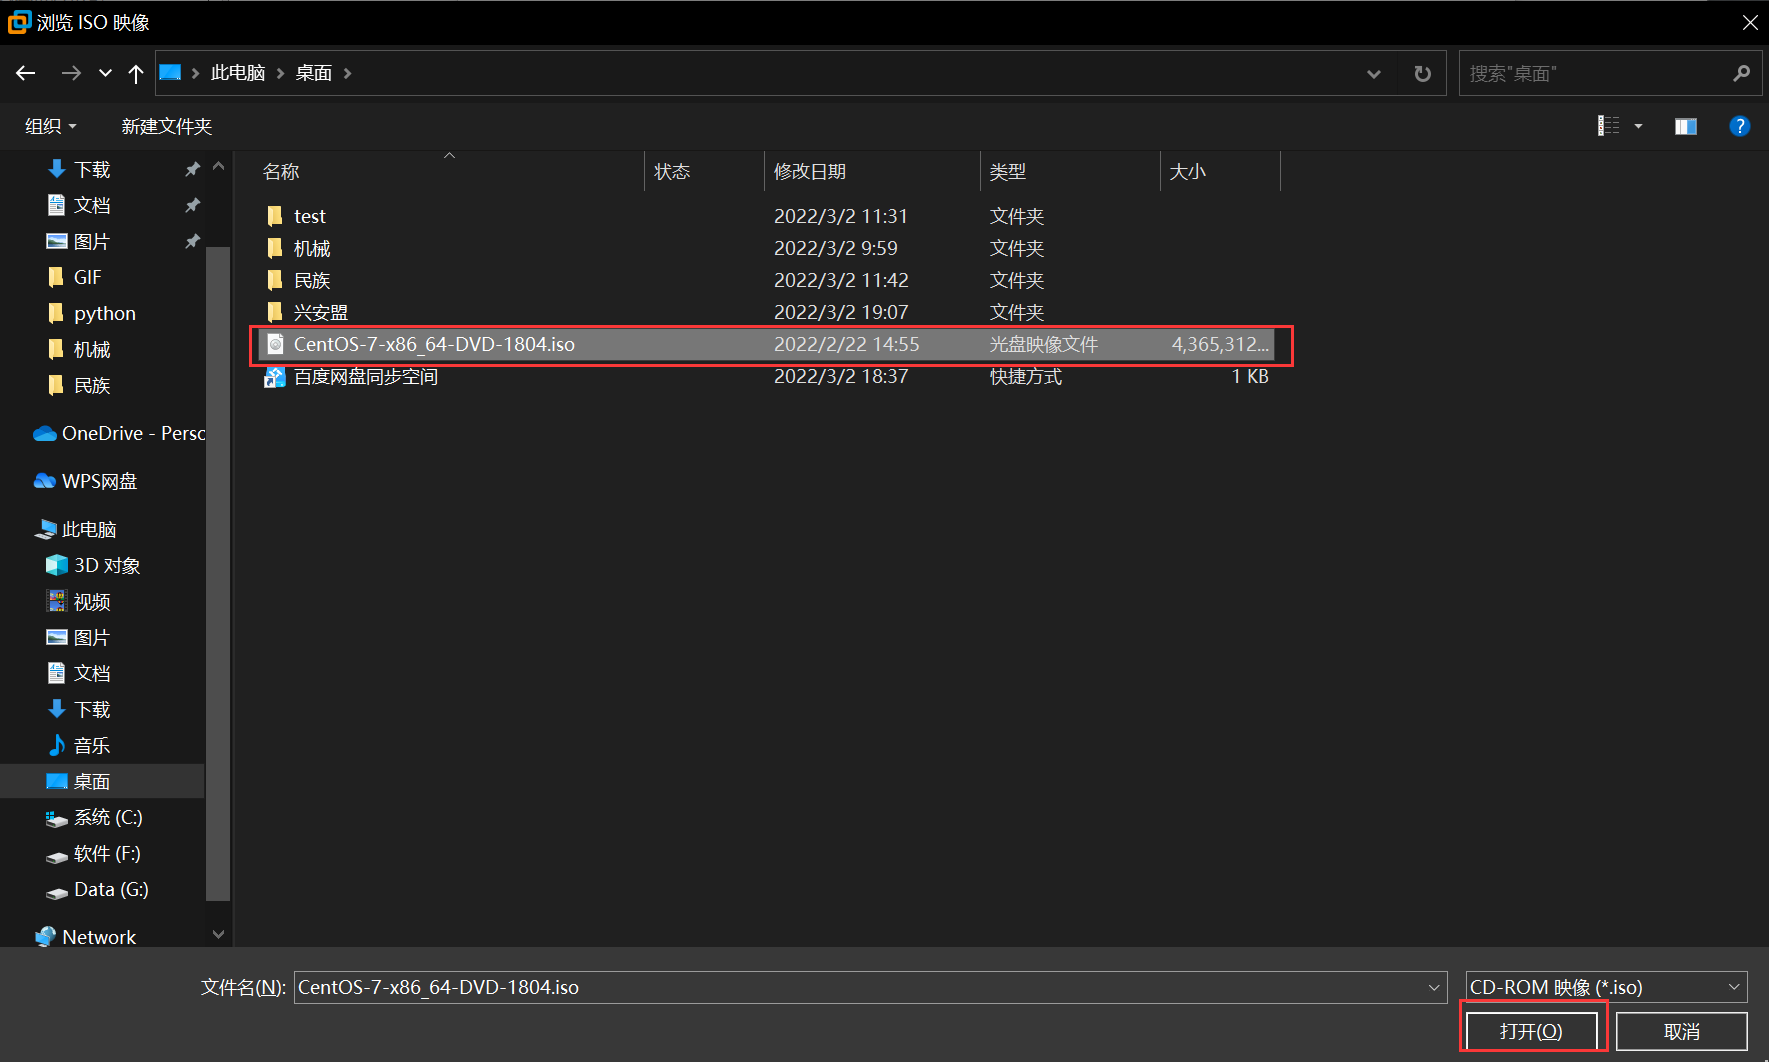 浏览 ISO 映像
此电脑 桌面
搜索"桌面"
组织 新建文件夹
名称 状态 修改日期 类型 大小
下载
文档
图片
GIF
python
机械
民族
OneDrive - Perso
WPS网盘
此电脑
3D 对象
视频
图片
文档
下载
音乐
桌面
系统 (C:)
软件 (F:)
Data (G:)
Network
test 2022/3/2 11:31 文件夹
机械 2022/3/2 9:59 文件夹
民族 2022/3/2 11:42 文件夹
兴安盟 2022/3/2 19:07 文件夹
CentOS-7-x86_64-DVD-1804.iso 2022/2/22 14:55 光盘映像文件 4,365,312...
百度网盘同步空间 2022/3/2 18:37 快捷方式 1 KB
文件名(N): CentOS-7-x86_64-DVD-1804.iso CD-ROM 映像 (*.iso)
打开(O) 取消